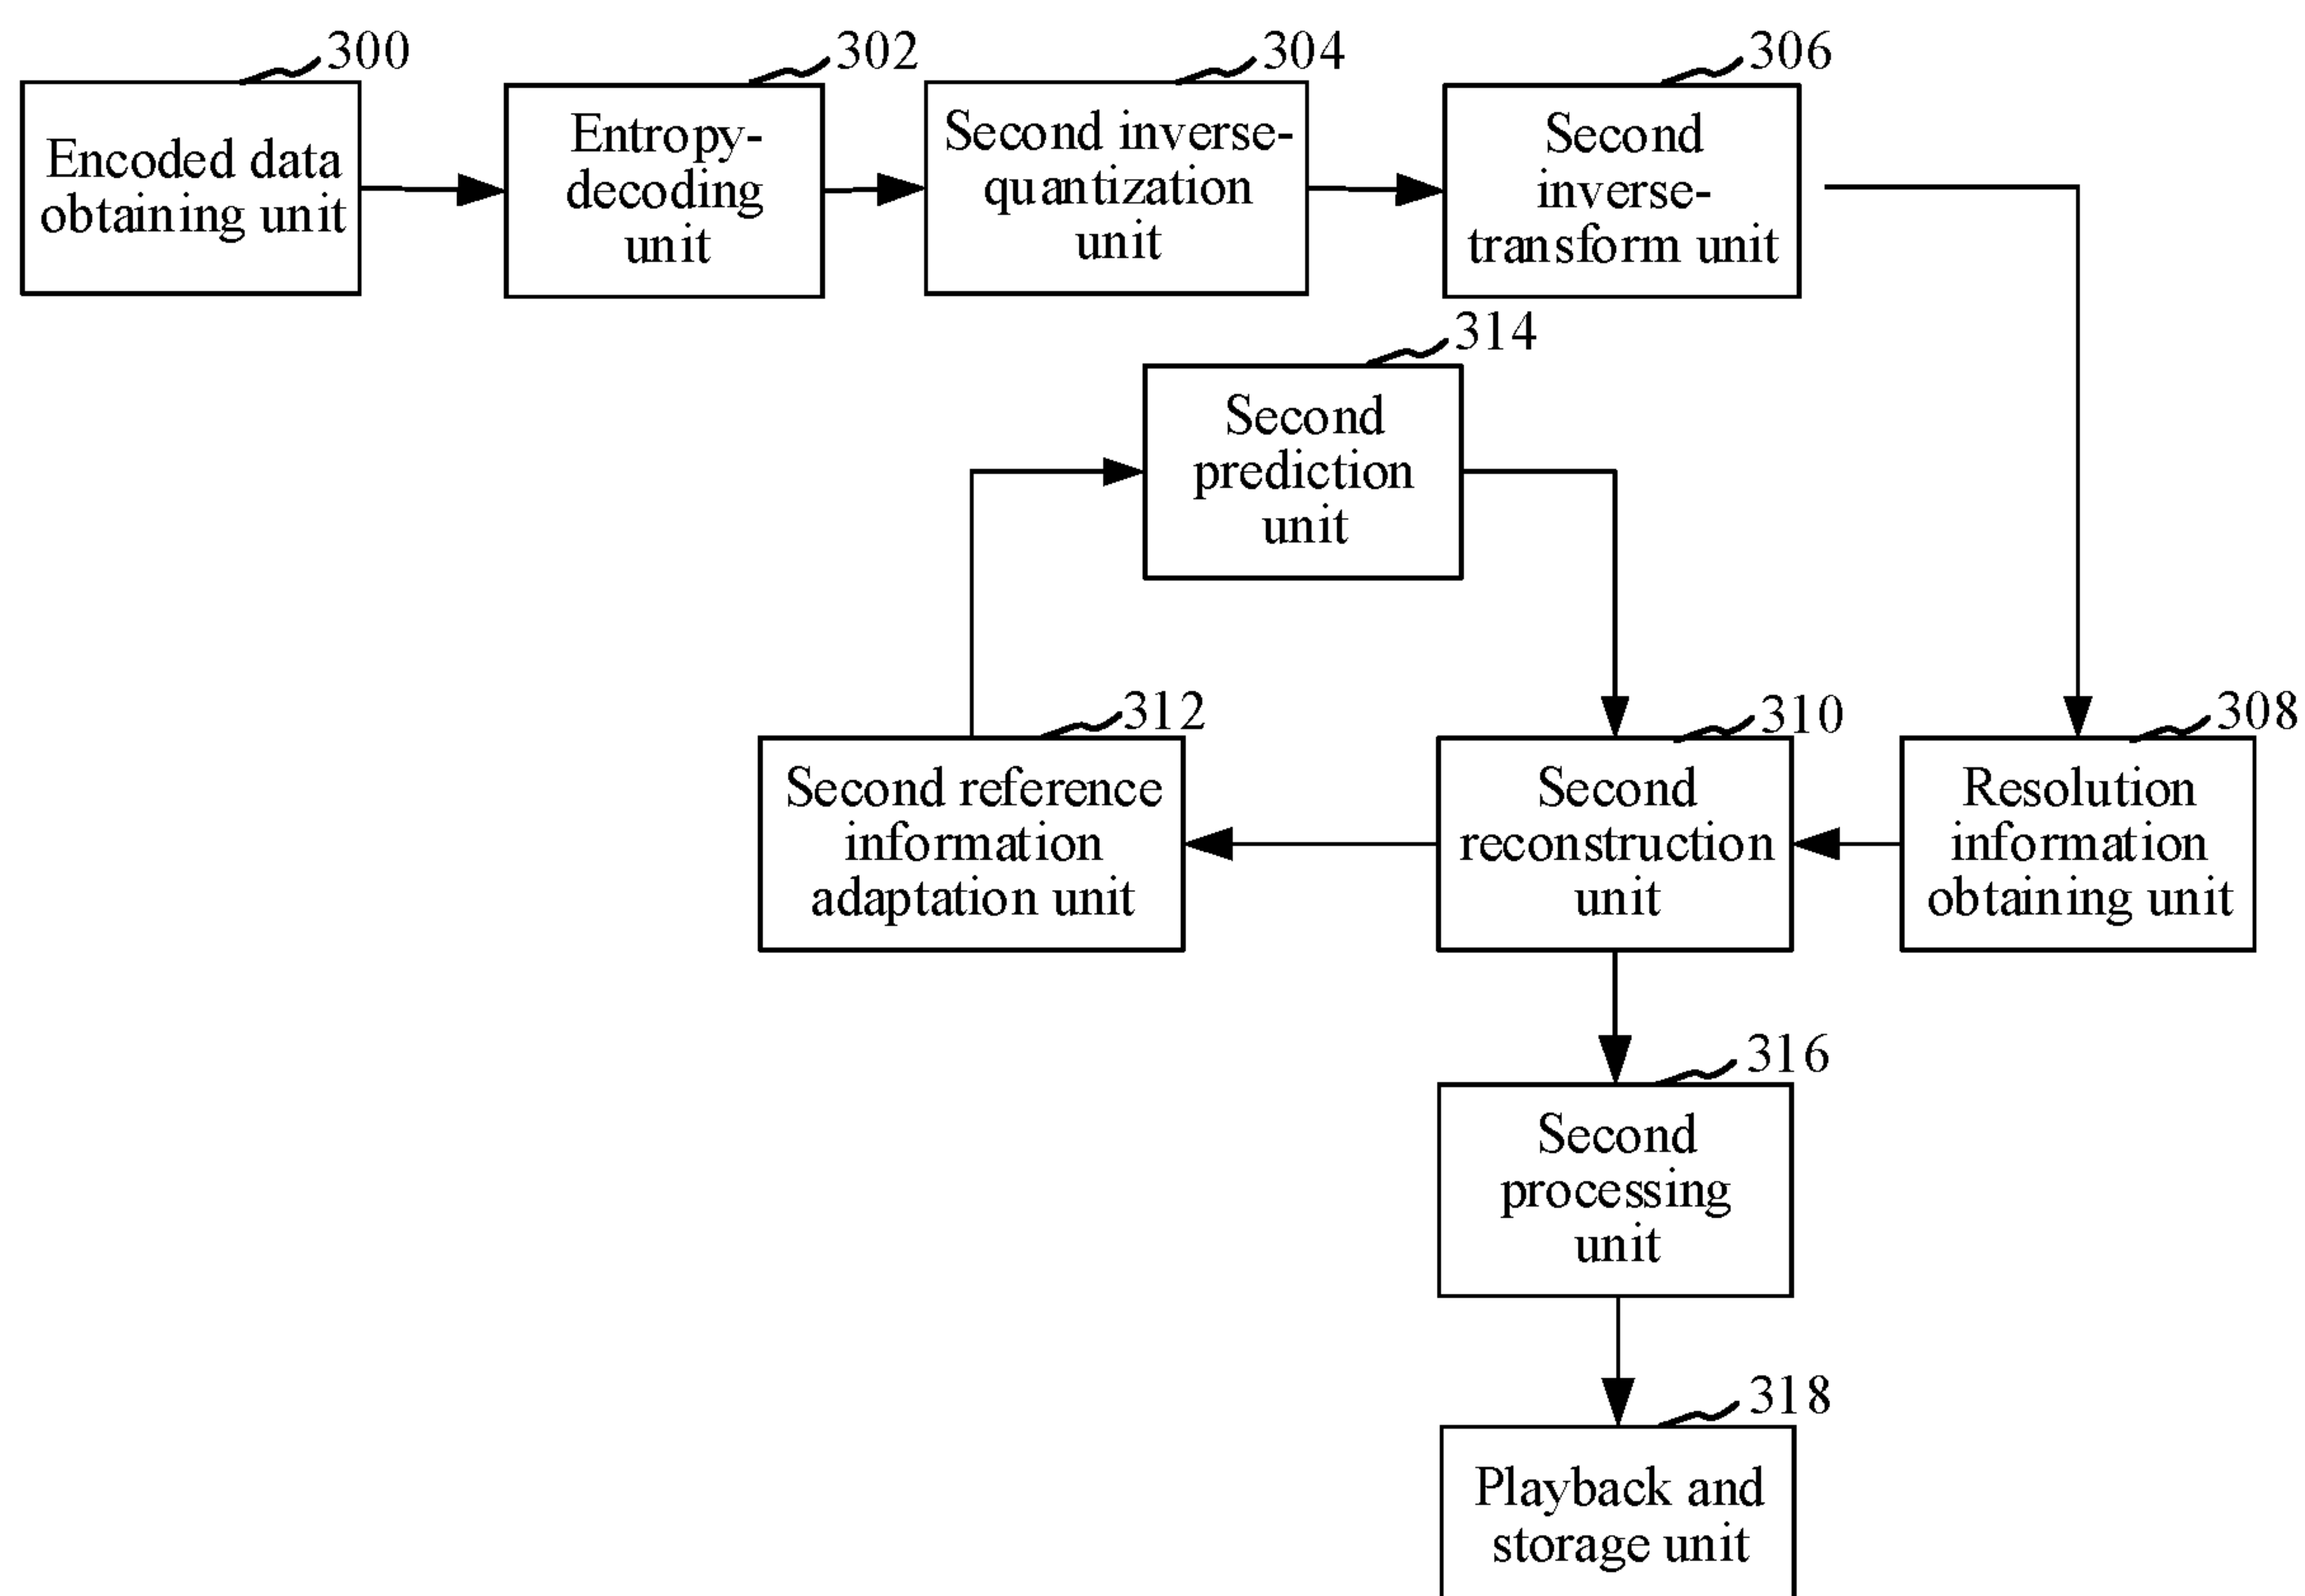 300
Encoded data
obtaining unit
302
Entropy-
decoding
unit
304
Second inverse-
quantization
unit
306
Second
inverse-
transform unit
314
Second
prediction
unit
312
Second reference
information
adaptation unit
310
Second
reconstruction
unit
308
Resolution
information
obtaining unit
316
Second
processing
unit
318
Playback and
storage unit